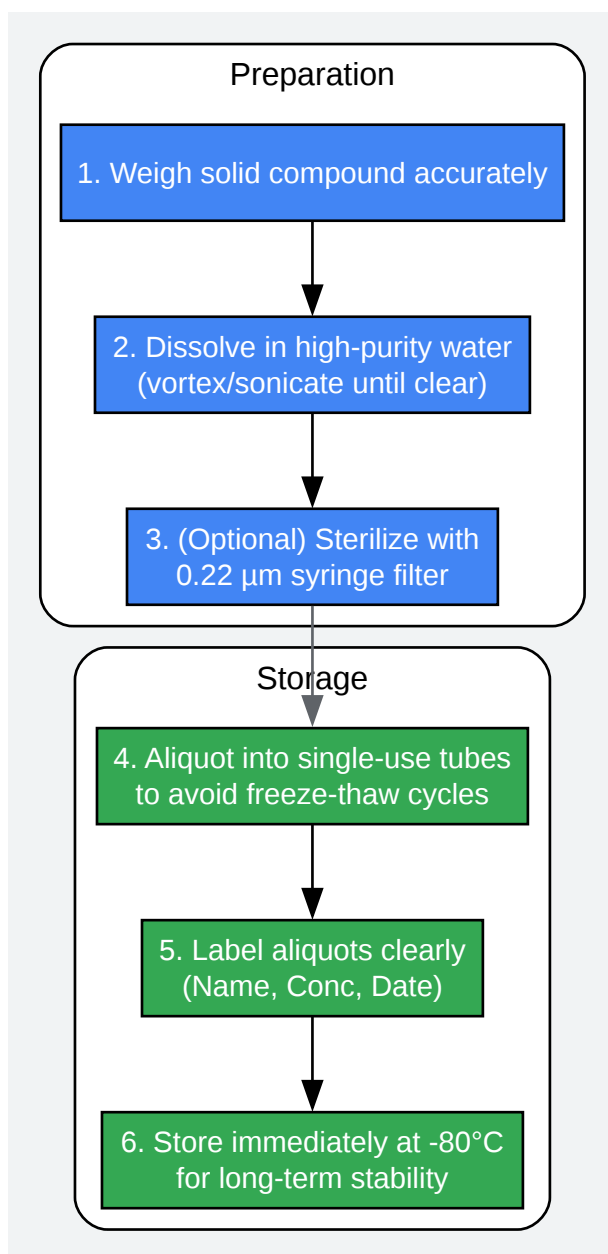 Preparation
1. Weigh solid compound accurately
2. Dissolve in high-purity water
(vortex/sonicate until clear)
3. (Optional) Sterilize with
0.22 µm syringe filter
Storage
4. Aliquot into single-use tubes
to avoid freeze-thaw cycles
5. Label aliquots clearly
(Name, Conc, Date)
6. Store immediately at -80°C
for long-term stability